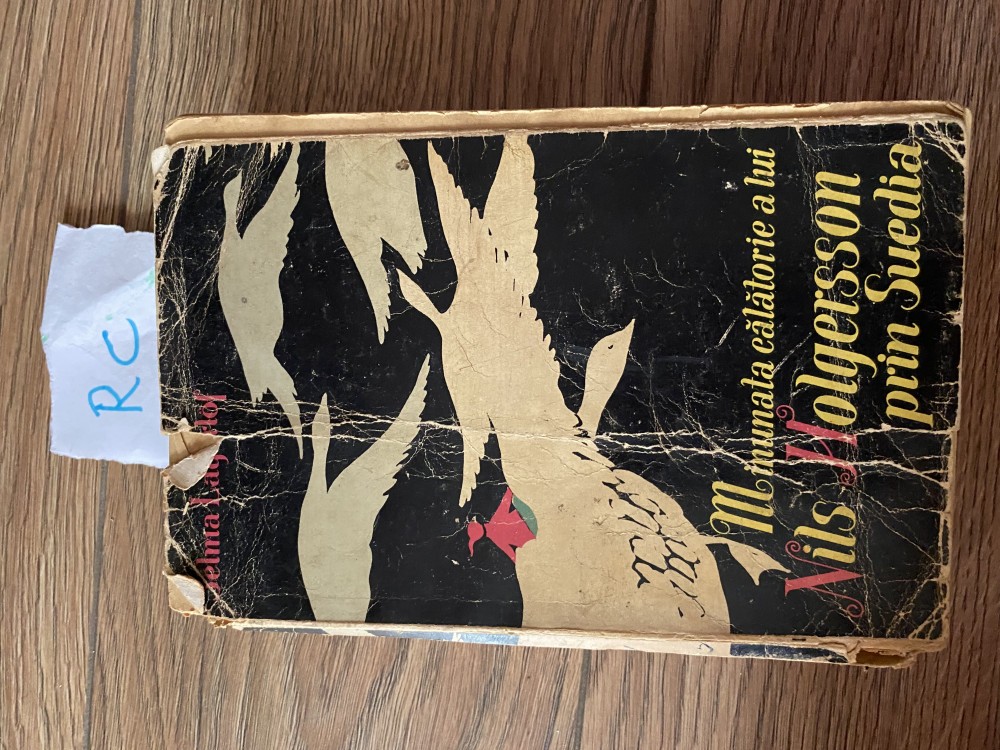 RC
Selma Lagerlöf
Minunata călătorie a lui
Nils Holgersson
prin Suedia